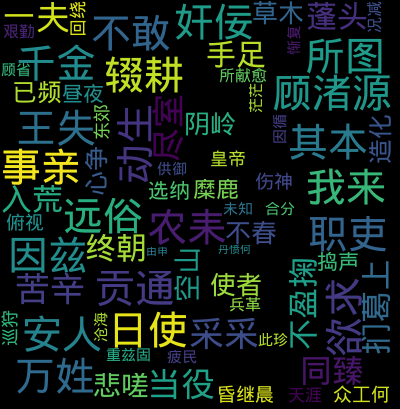 一夫
回绕
不敢
奸佞
草木
蓬头
况减
艰勤
千金
辍耕
手足
恢复
所图
顾省
所献愈
已频
昼夜
茫茫
顾渚源
王失
东郊
动生
尽室
阴岭
因循
其本
造化
事亲
心争
供御
皇帝
伤神
选纳
糜鹿
我来
入荒
远俗
未知
合分
俯视
农耒
不春
职吏
因兹
终朝
由申
丹愤何
捣声
苦辛
贡通
空山
使者
不盈掬
欲求
扪葛上
兵革
巡狩
安人
沧海
日使
采采
此珍
重兹固
疲民
同臻
万姓
悲嗟
当役
昏继晨
天涯
众工何